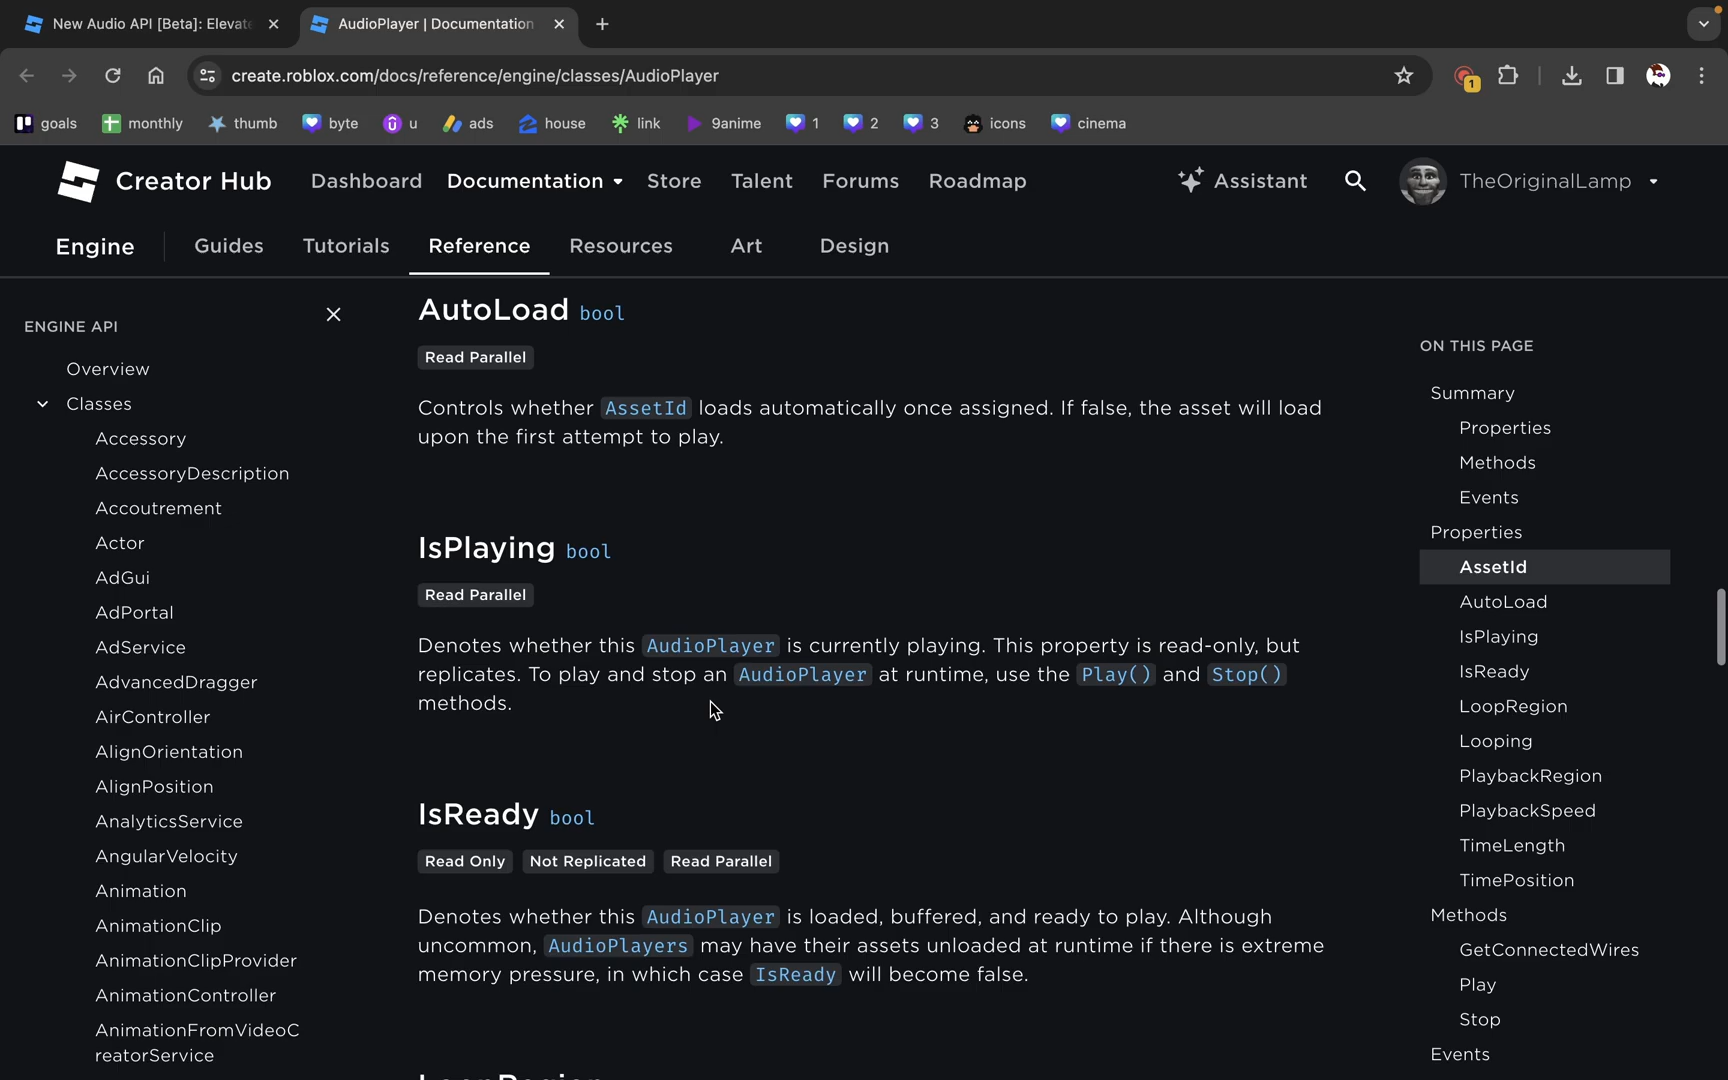 New Audio API [Beta]: Elevate
AudioPlayer | Documentation
create.roblox.com/docs/reference/engine/classes/AudioPlayer
1
goals
monthly
thumb
byte
u
ads
house
link
9anime
1
2
3
icons
cinema
Creator Hub
Dashboard
Documentation
Store
Talent
Forums
Roadmap
Assistant
TheOriginalLamp
Engine
Guides
Tutorials
Reference
Resources
Art
Design
ENGINE API
Overview
Classes
Accessory
AccessoryDescription
Accoutrement
Actor
AdGui
AdPortal
AdService
AdvancedDragger
AirController
AlignOrientation
AlignPosition
AnalyticsService
AngularVelocity
Animation
AnimationClip
AnimationClipProvider
AnimationController
AnimationFromVideoC
reatorService
AutoLoad bool
Read Parallel
Controls whether AssetId loads automatically once assigned. If false, the asset will load
upon the first attempt to play.
IsPlaying bool
Read Parallel
Denotes whether this AudioPlayer is currently playing. This property is read-only, but
replicates. To play and stop an AudioPlayer at runtime, use the Play() and Stop()
methods.
IsReady bool
Read Only Not Replicated Read Parallel
Denotes whether this AudioPlayer is loaded, buffered, and ready to play. Although
uncommon, AudioPlayers may have their assets unloaded at runtime if there is extreme
memory pressure, in which case IsReady will become false.
LoopRegion
ON THIS PAGE
Summary
Properties
Methods
Events
Properties
AssetId
AutoLoad
IsPlaying
IsReady
LoopRegion
Looping
PlaybackRegion
PlaybackSpeed
TimeLength
TimePosition
Methods
GetConnectedWires
Play
Stop
Events